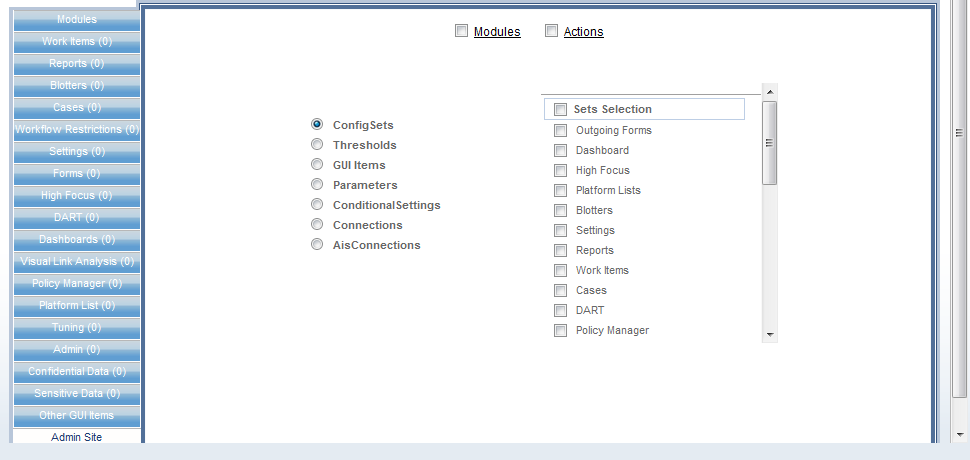 Modules
Work Items (0)
Reports (0)
Blotters (0)
Cases (0)
Workflow Restrictions (0)
Settings (0)
Forms (0)
High Focus (0)
DART (0)
Dashboards (0)
Visual Link Analysis (0)
Policy Manager (0)
Platform List (0)
Tuning (0)
Admin (0)
Confidential Data (0)
Sensitive Data (0)
Other GUI Items
Admin Site
Modules Actions
ConfigSets
Thresholds
GUI Items
Parameters
ConditionalSettings
Connections
AisConnections
Sets Selection
Outgoing Forms
Dashboard
High Focus
Platform Lists
Blotters
Settings
Reports
Work Items
Cases
DART
Policy Manager